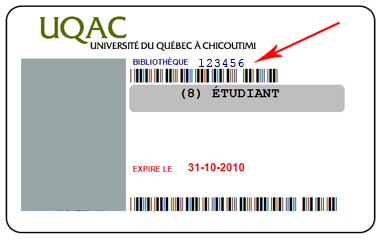 UQAC
UNIVERSITÉ DU QUÉBEC À CHICOUTIMI
BIBLIOTHÈQUE 123456
(8) ÉTUDIANT
EXPIRE LE 31-10-2010